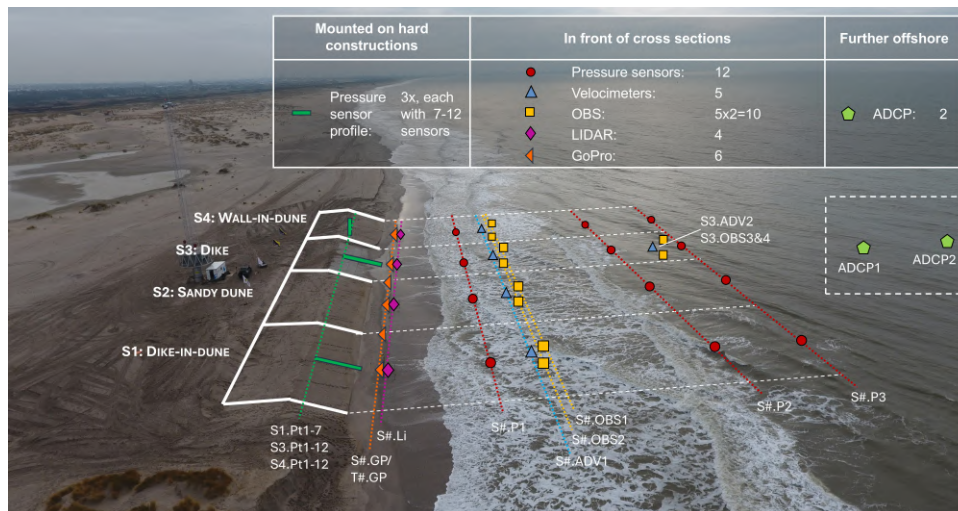 Mounted on hard
constructions
In front of cross sections
Further offshore
Pressure
sensor
profile:
3x, each
with 7-12
sensors
Pressure sensors: 12
Velocimeters: 5
OBS: 5x2=10
LIDAR: 4
GoPro: 6
ADCP: 2
S4: WALL-IN-DUNE
S3: DIKE
S2: SANDY DUNE
S1: DIKE-IN-DUNE
S3.ADV2
S3.OBS3&4
ADCP1
ADCP2
S1.Pt1-7
S3.Pt1-12
S4.Pt1-12
S#.Li
S#.GP/
T#.GP
S#.P1
S#.OBS1
S#.OBS2
S#.ADV1
S#.P2
S#.P3